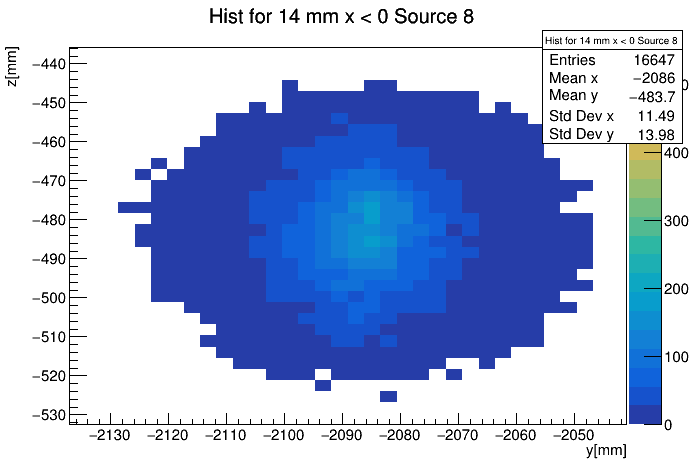 Hist for 14 mm x < 0 Source 8
Hist for 14 mm x < 0 Source 8
Entries 16647
Mean x −2086
Mean y −483.7
Std Dev x 11.49
Std Dev y 13.98
z[mm]
−440
−450
−460
−470
−480
−490
−500
−510
−520
−530
−2130 −2120 −2110 −2100 −2090 −2080 −2070 −2060 −2050
y[mm]
0
400
300
200
100
0